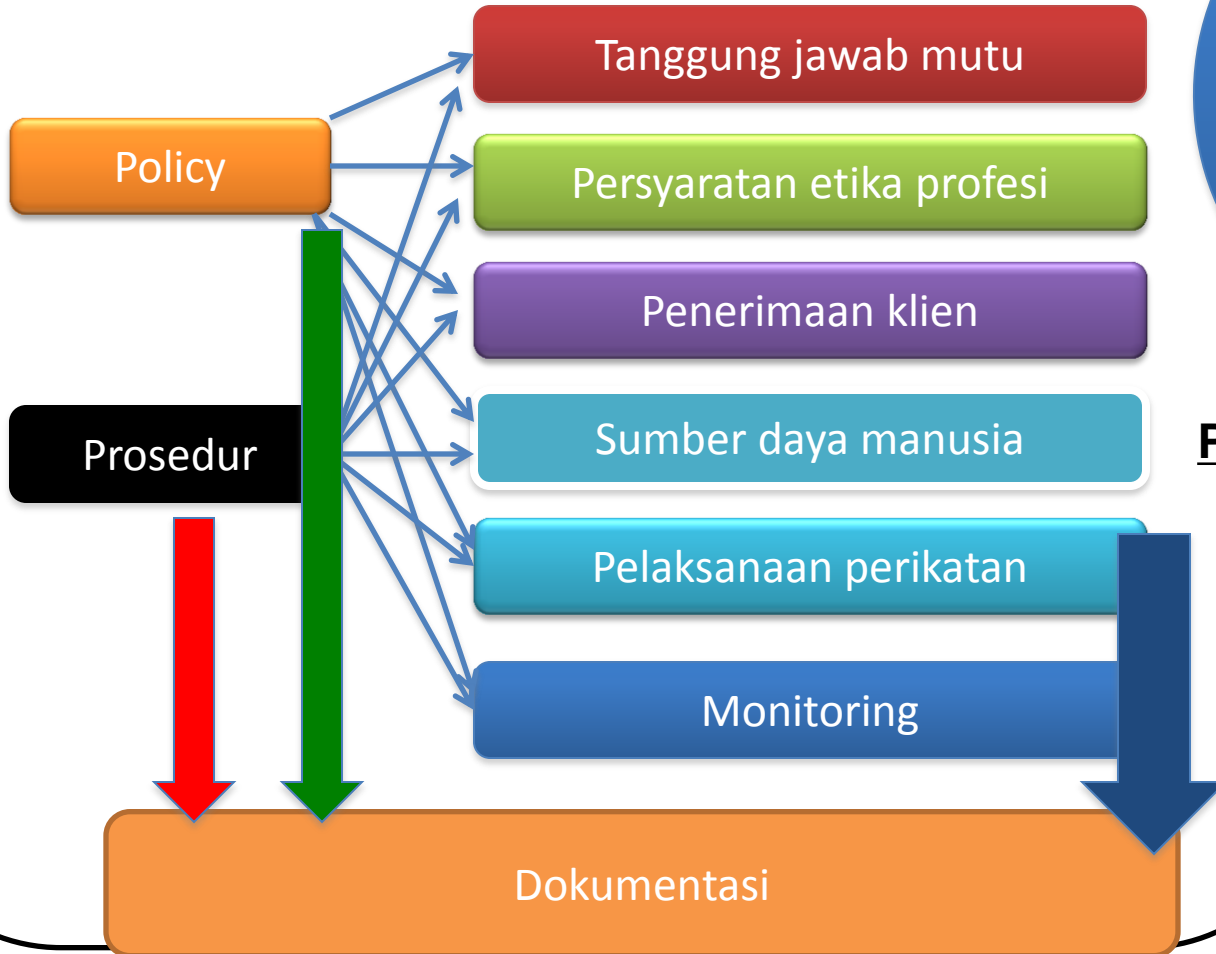 Tanggung jawab mutu
Policy
Persyaratan etika profesi
Penerimaan klien
Prosedur
Sumber daya manusia
Pelaksanaan perikatan
Monitoring
Dokumentasi